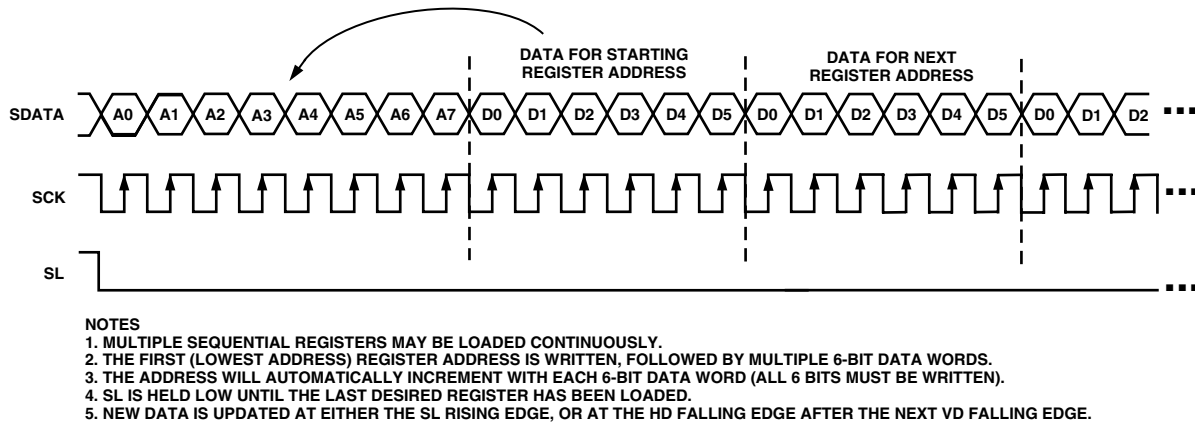 DATA FOR STARTING
REGISTER ADDRESS
DATA FOR NEXT
REGISTER ADDRESS
SDATA A0 A1 A2 A3 A4 A5 A6 A7 D0 D1 D2 D3 D4 D5 D0 D1 D2 D3 D4 D5 D0 D1 D2
SCK
SL
NOTES
1. MULTIPLE SEQUENTIAL REGISTERS MAY BE LOADED CONTINUOUSLY.
2. THE FIRST (LOWEST ADDRESS) REGISTER ADDRESS IS WRITTEN, FOLLOWED BY MULTIPLE 6-BIT DATA WORDS.
3. THE ADDRESS WILL AUTOMATICALLY INCREMENT WITH EACH 6-BIT DATA WORD (ALL 6 BITS MUST BE WRITTEN).
4. SL IS HELD LOW UNTIL THE LAST DESIRED REGISTER HAS BEEN LOADED.
5. NEW DATA IS UPDATED AT EITHER THE SL RISING EDGE, OR AT THE HD FALLING EDGE AFTER THE NEXT VD FALLING EDGE.